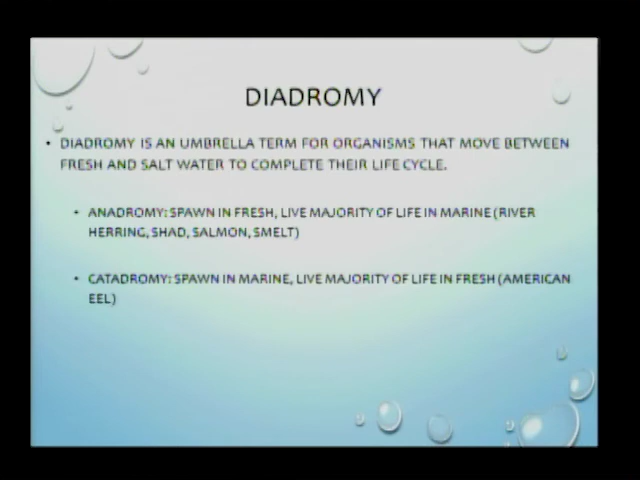 DIADROMY
• DIADROMY IS AN UMBRELLA TERM FOR ORGANISMS THAT MOVE BETWEEN
FRESH AND SALT WATER TO COMPLETE THEIR LIFE CYCLE.
• ANADROMY: SPAWN IN FRESH, LIVE MAJORITY OF LIFE IN MARINE (RIVER
HERRING, SHAD, SALMON, SMELT)
• CATADROMY: SPAWN IN MARINE, LIVE MAJORITY OF LIFE IN FRESH (AMERICAN
EEL)